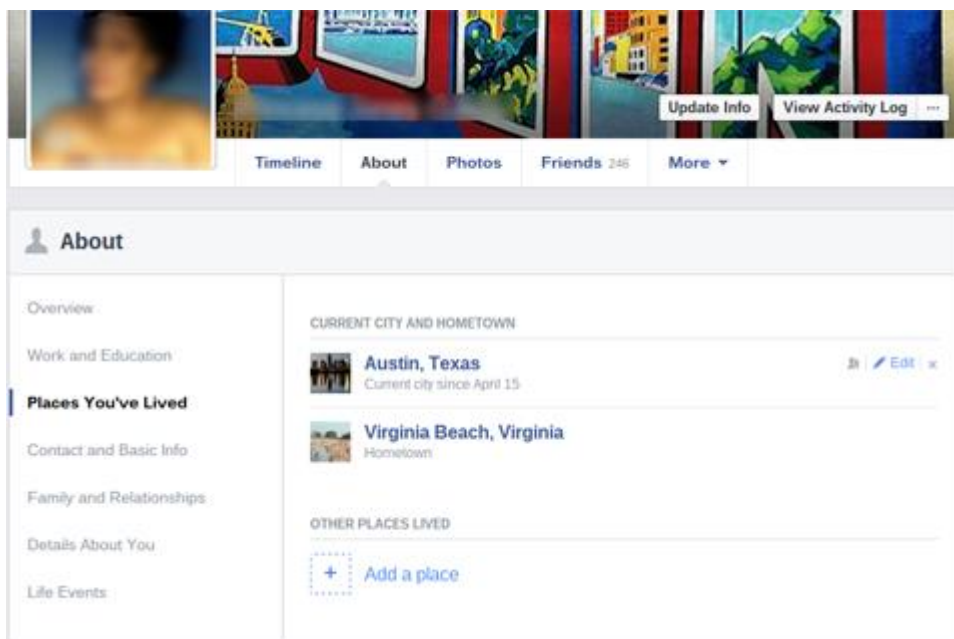 Update Info
View Activity Log
...
Timeline
About
Photos
Friends 246
More
About
Overview
Work and Education
Places You've Lived
Contact and Basic Info
Family and Relationships
Details About You
Life Events
CURRENT CITY AND HOMETOWN
Austin, Texas
Current city since April 15
Edit
x
Virginia Beach, Virginia
Hometown
OTHER PLACES LIVED
+
Add a place